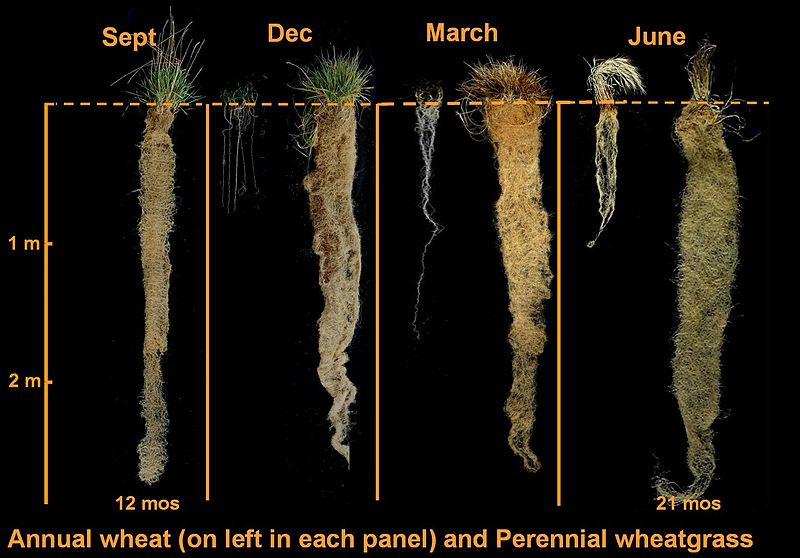 Sept
Dec
March
June
1 m
2 m
12 mos
21 mos
Annual wheat (on left in each panel) and Perennial wheatgrass